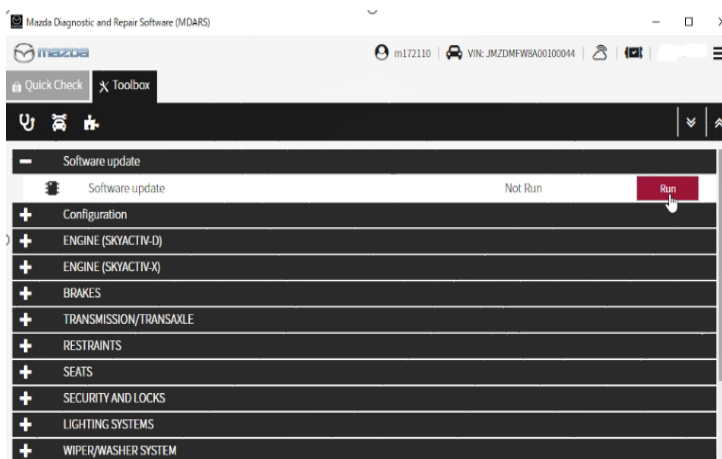 Mazda Diagnostic and Repair Software (MDARS)
mazda m172110 VIN: JMZDMFW8A00100044
Quick Check Toolbox
Software update
Software update Not Run Run
Configuration
ENGINE (SKYACTIV-D)
ENGINE (SKYACTIV-X)
BRAKES
TRANSMISSION/TRANSAXLE
RESTRAINTS
SEATS
SECURITY AND LOCKS
LIGHTING SYSTEMS
WIPER/WASHER SYSTEM